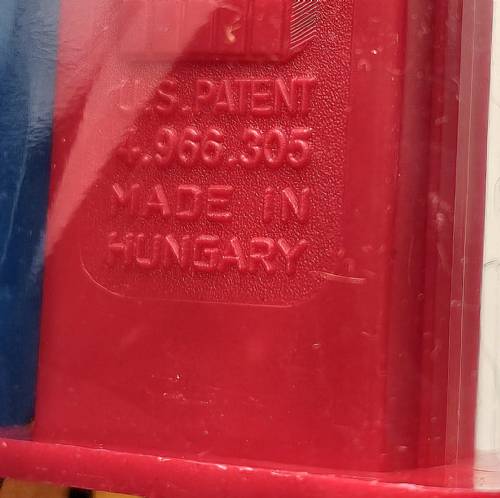 U.S.PATENT
4.966.305
MADE IN
HUNGARY